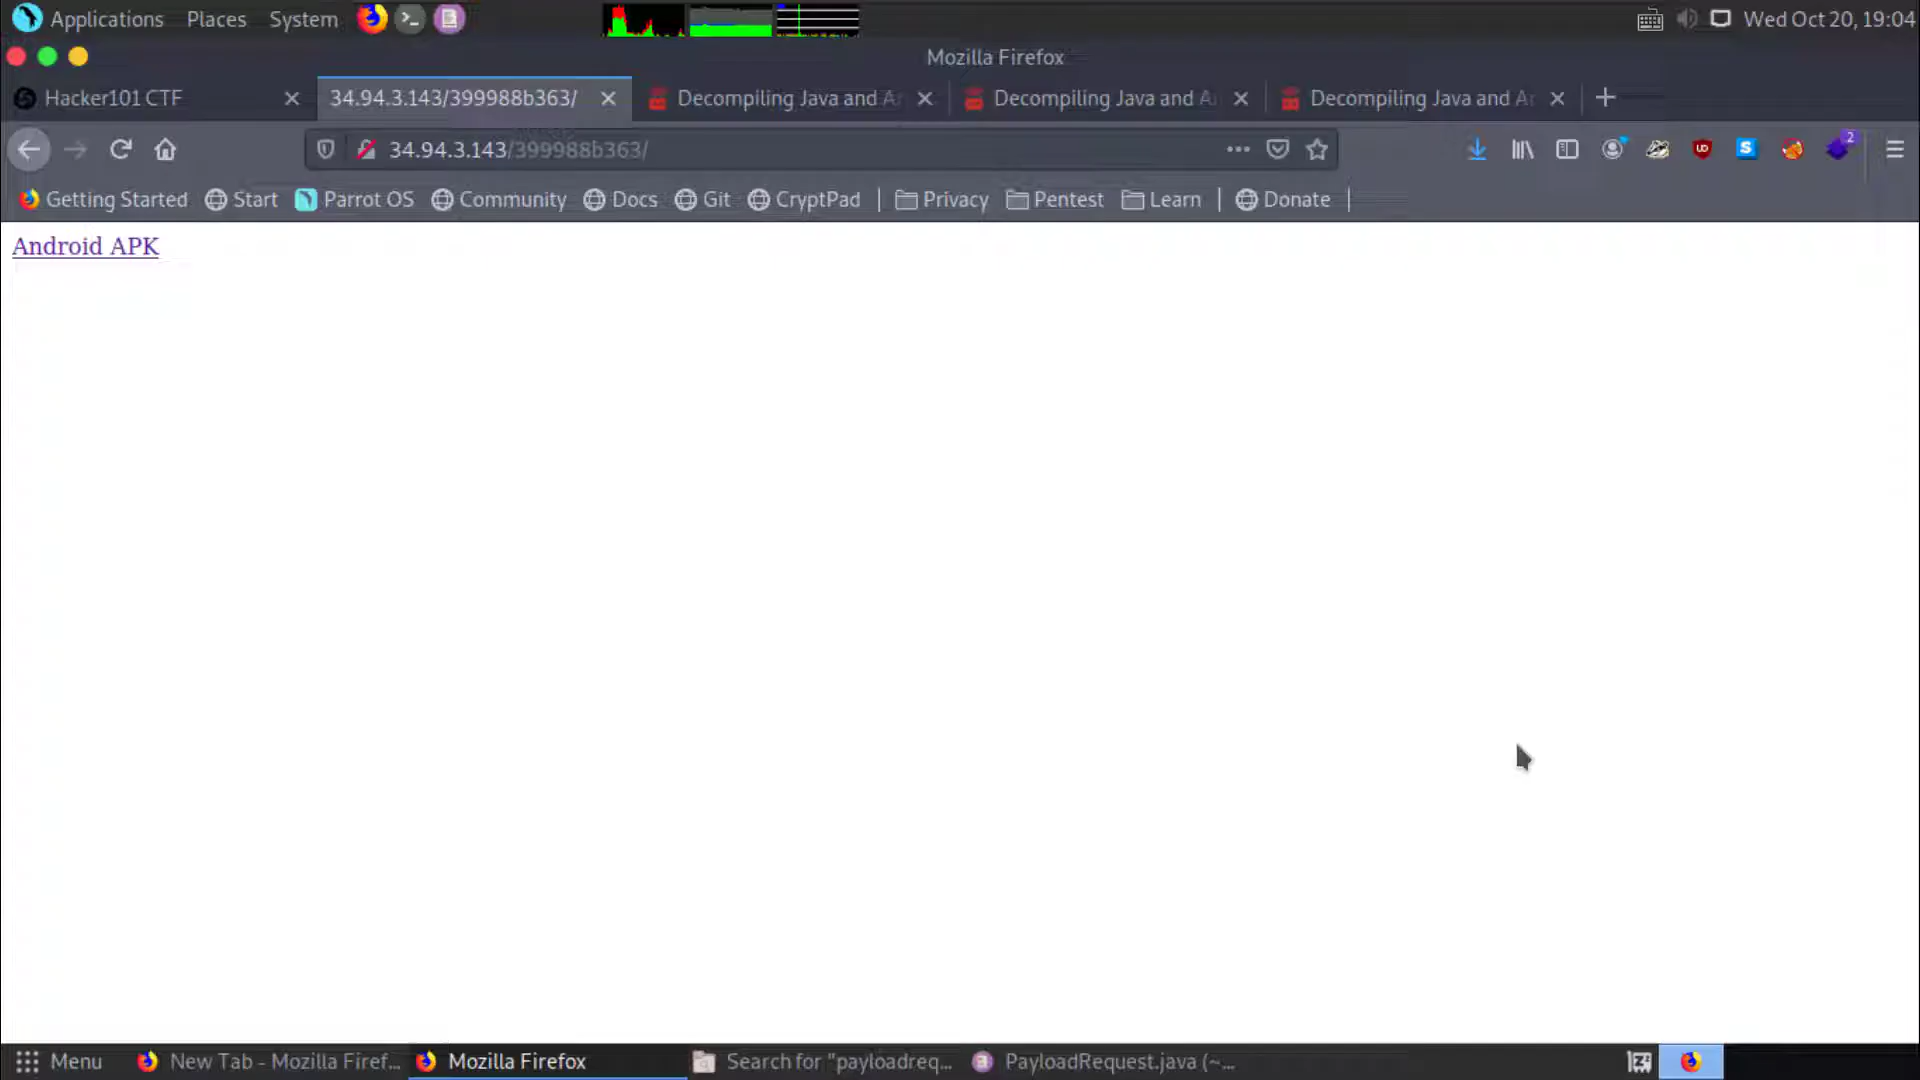 Applications Places System Wed Oct 20, 19:04
Mozilla Firefox
Hacker101 CTF 34.94.3.143/399988b363/ Decompiling Java and Decompiling Java and Decompiling Java and
34.94.3.143/399988b363/ UD S 2
Getting Started Start Parrot OS Community Docs Git CryptPad Privacy Pentest Learn Donate
Android APK
Menu New Tab - Mozilla Firef... Mozilla Firefox Search for "payloadreq... PayloadRequest.java (~...